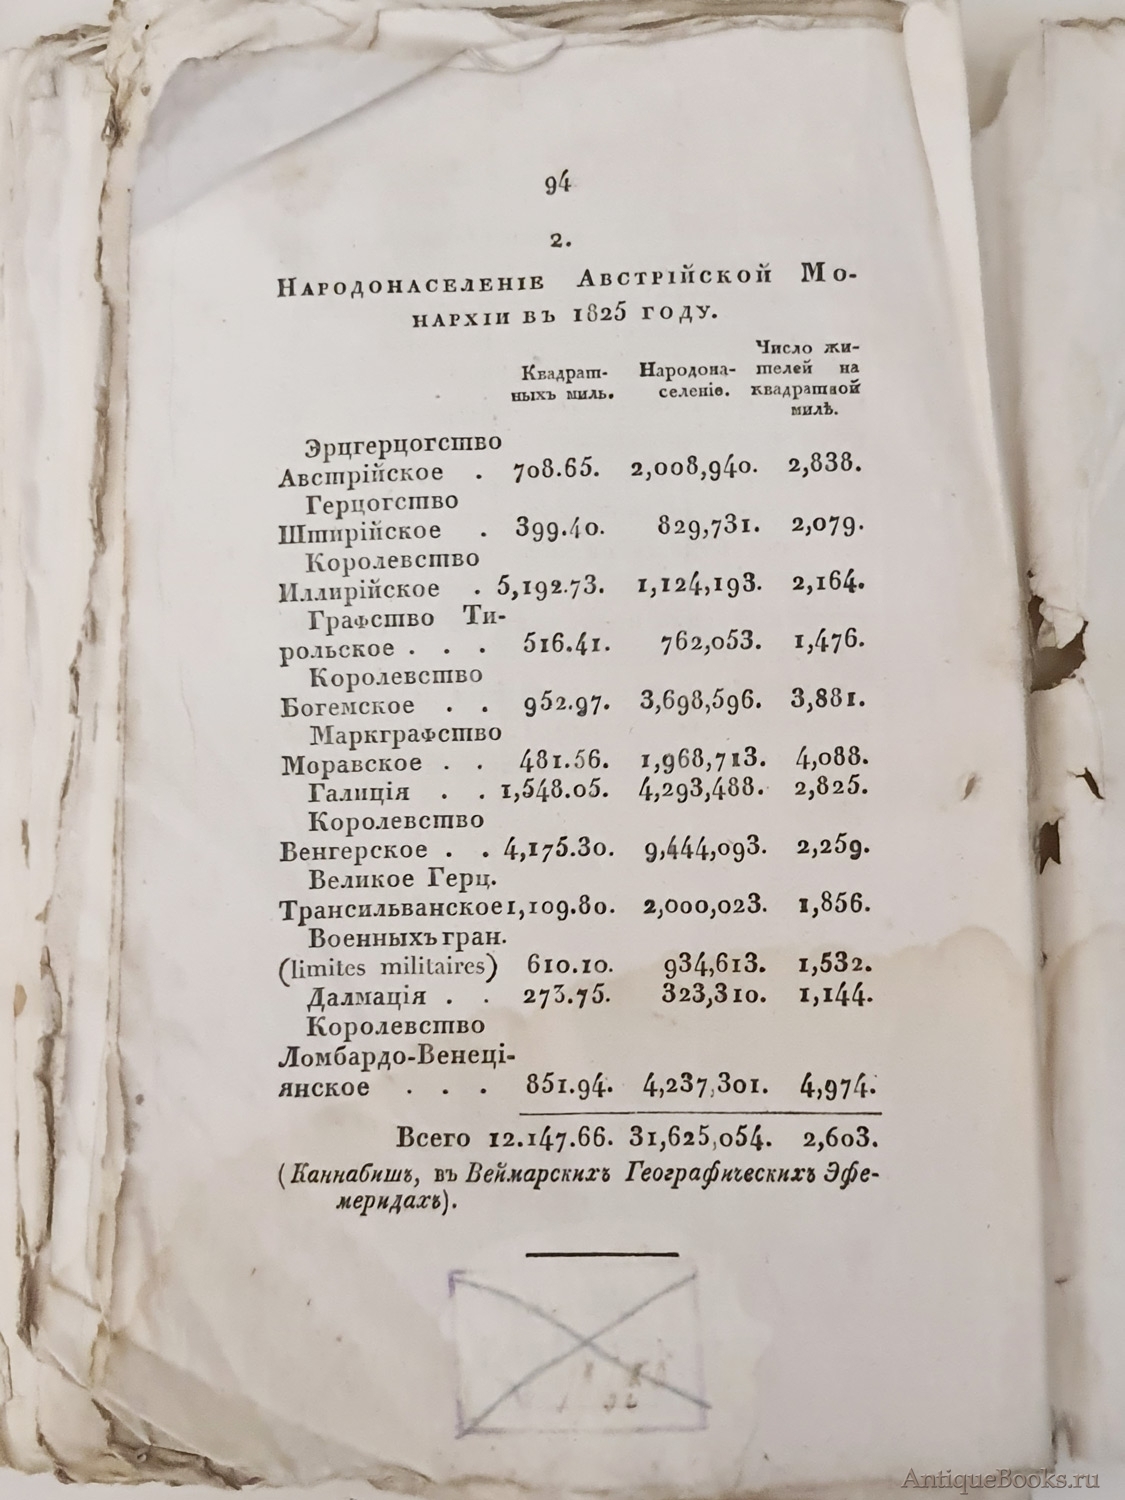 94
2.
Народонаселеніе Австрійской Мо-
нархіи въ 1825 году.
Квадрат-
ныхъ миль.
Народона-
селеніе.
Число жи-
телей на
квадратной
милѣ.
Эрцгерцогство
Австрійское . 708.65. 2,008,940. 2,838.
Герцогство
Штирійское . 399.40. 829,731. 2,079.
Королевство
Иллирійское . 5,192.73. 1,124,193. 2,164.
Графство Ти-
рольское . . . 516.41. 762,053. 1,476.
Королевство
Богемское . . 952.97. 3,698,596. 3,881.
Маркграфство
Моравское . . 481.56. 1,968,713. 4,088.
Галиція . . 1,548.05. 4,293,488. 2,825.
Королевство
Венгерское . . 4,175.30. 9,444,093. 2,259.
Великое Герц.
Трансильванское 1,109.80. 2,000,023. 1,856.
Военныхъ гран.
(limites militaires) 610.10. 934,613. 1,532.
Далмація . . 273.75. 323,310. 1,144.
Королевство
Ломбардо-Венеці-
янское . . . 851.94. 4,237,301. 4,974.
Всего 12.147.66. 31,625,054. 2,603.
(Каннабишъ, въ Веймарскихъ Географическихъ Эфе-
меридахъ).
AntiqueBooks.ru